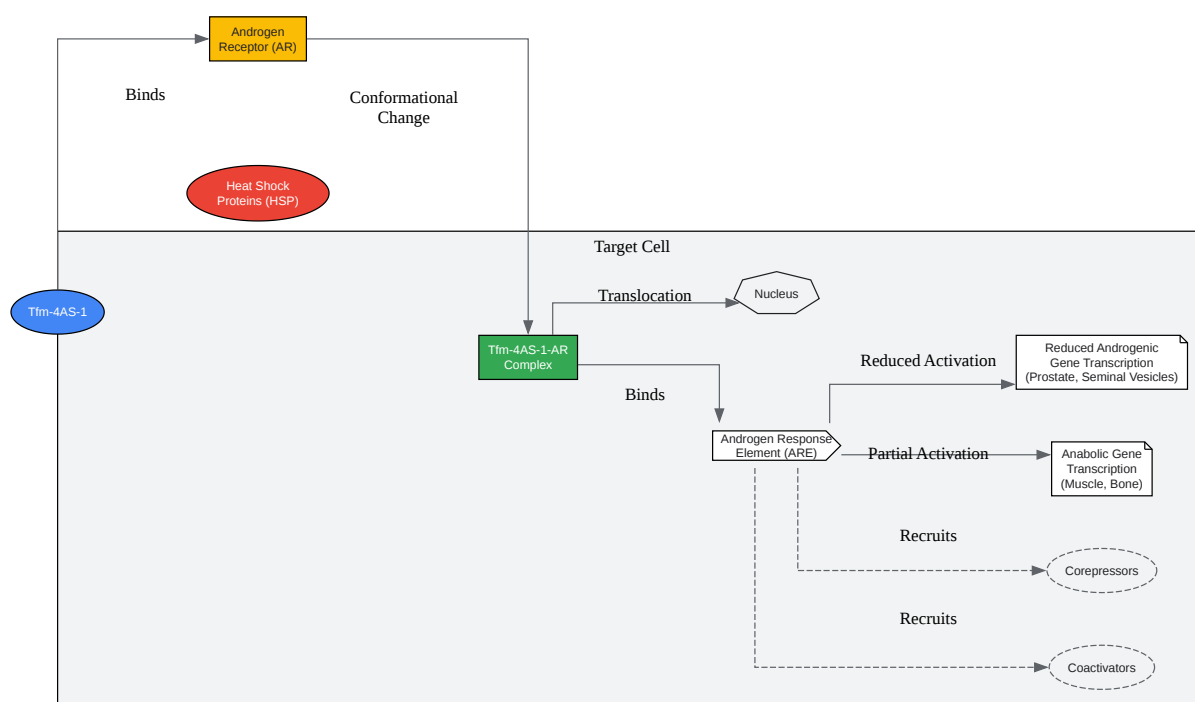 Androgen
Receptor (AR)
Binds
Conformational
Change
Heat Shock
Proteins (HSP)
Target Cell
Tfm-4AS-1
Translocation
Nucleus
Tfm-4AS-1-AR
Complex
Binds
Reduced Activation
Reduced Androgenic
Gene Transcription
(Prostate, Seminal Vesicles)
Androgen Response
Element (ARE)
Partial Activation
Anabolic Gene
Transcription
(Muscle, Bone)
Recruits
Corepressors
Recruits
Coactivators